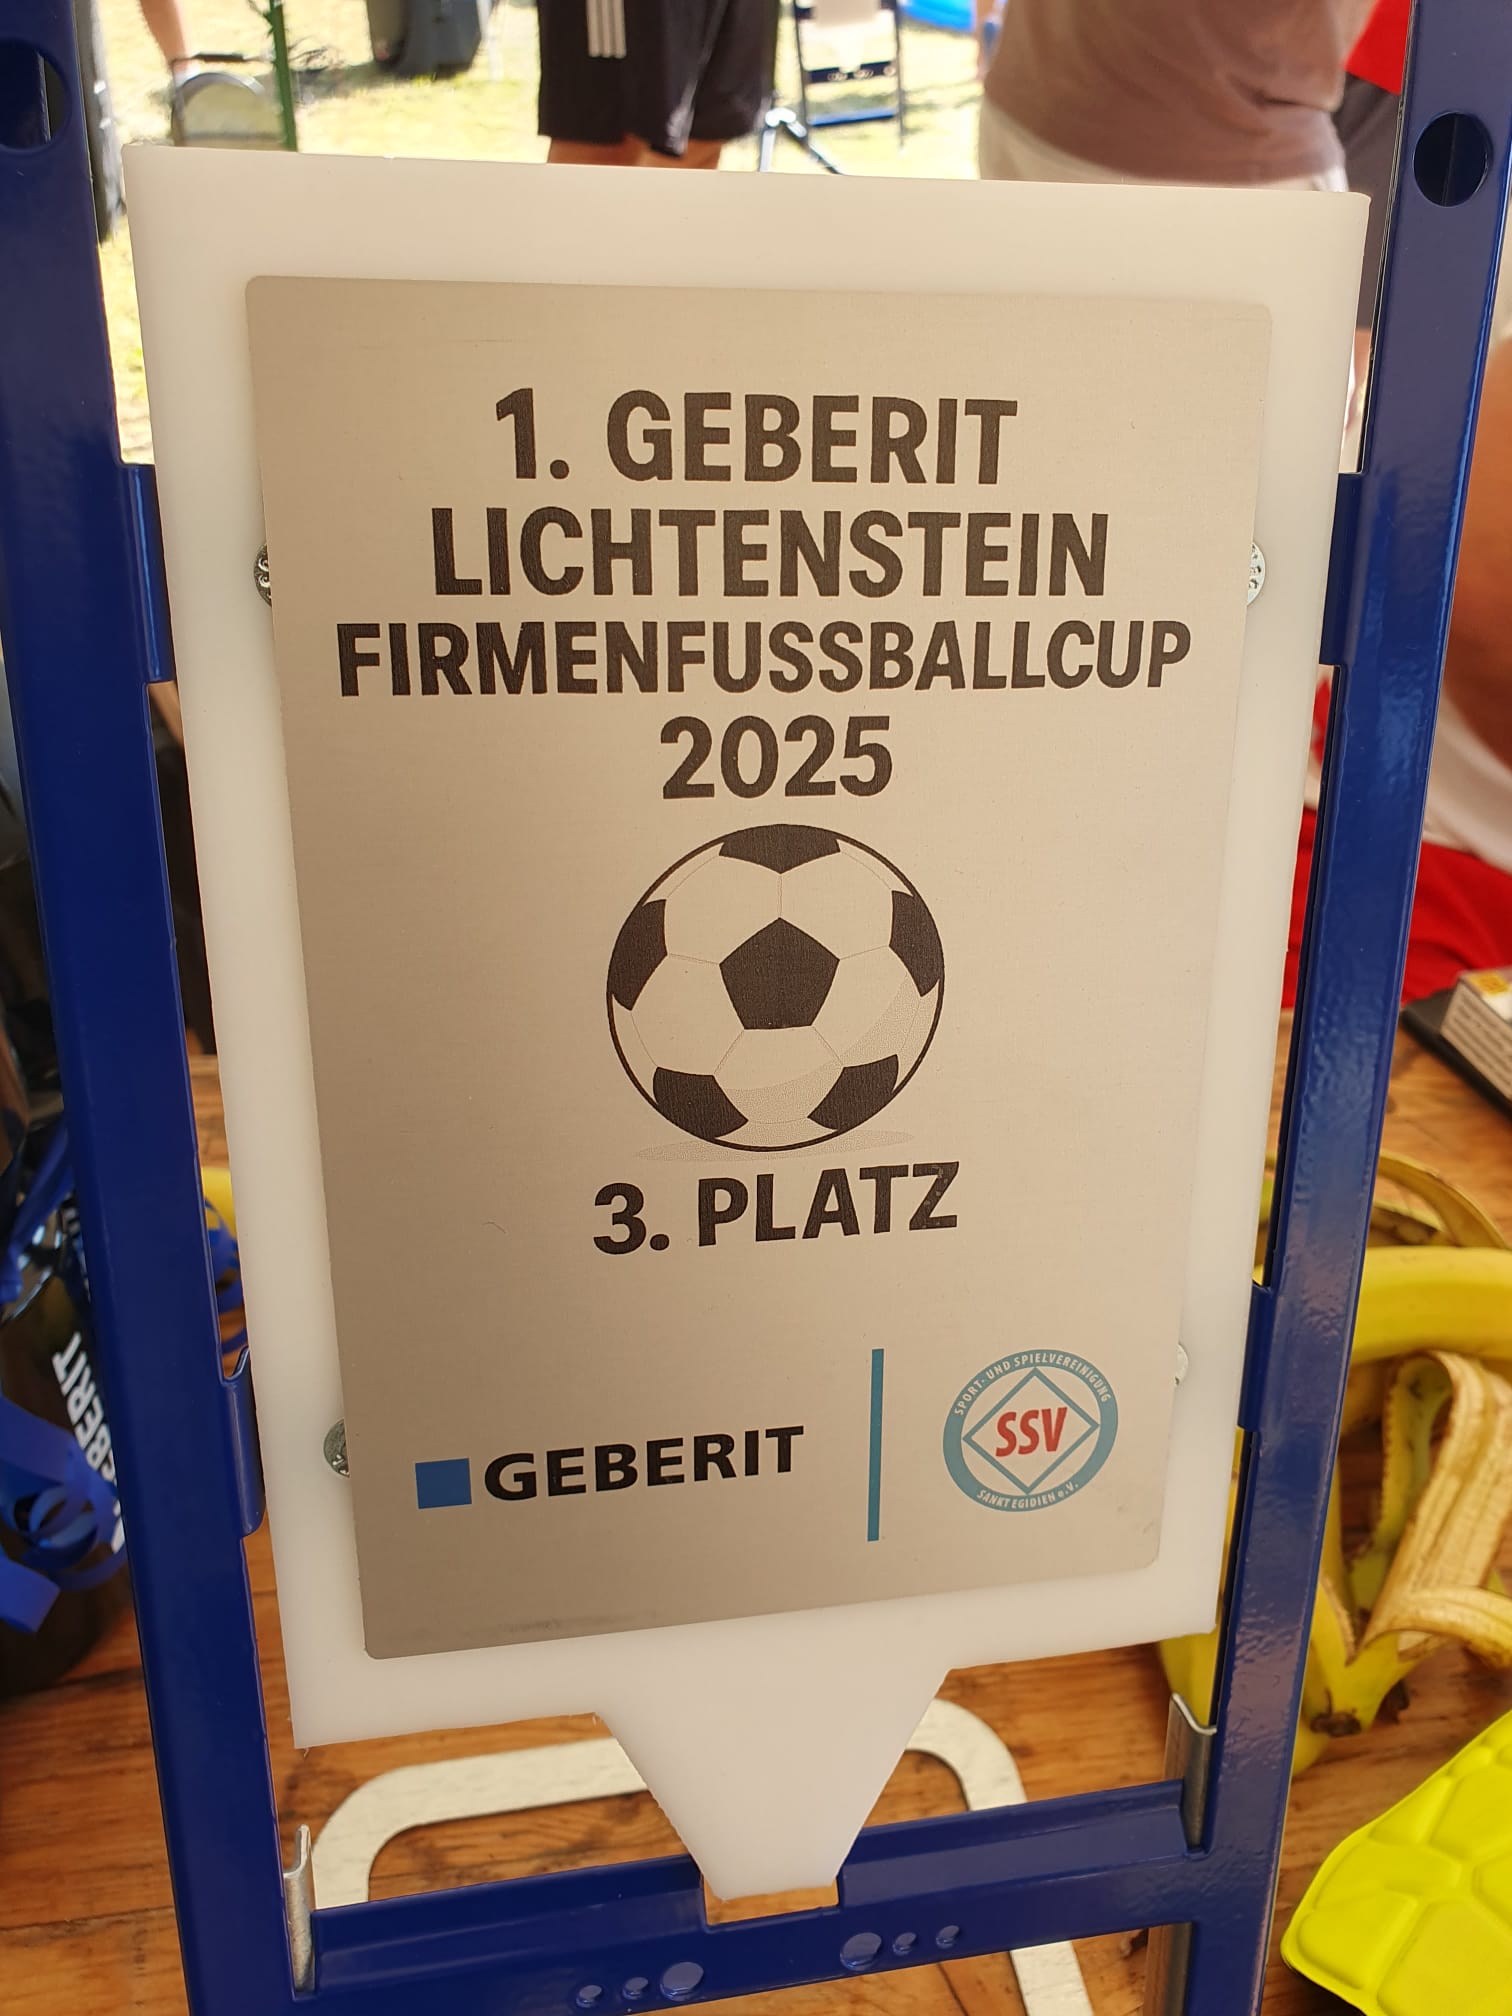 1. GEBERIT
LICHTENSTEIN
FIRMENFUSSBALLCUP
2025
3. PLATZ
GEBERIT
SPORT- UND SPIELVEREINIGUNG
SSV
SANKT EGIDIEN e.V.
GEBERIT